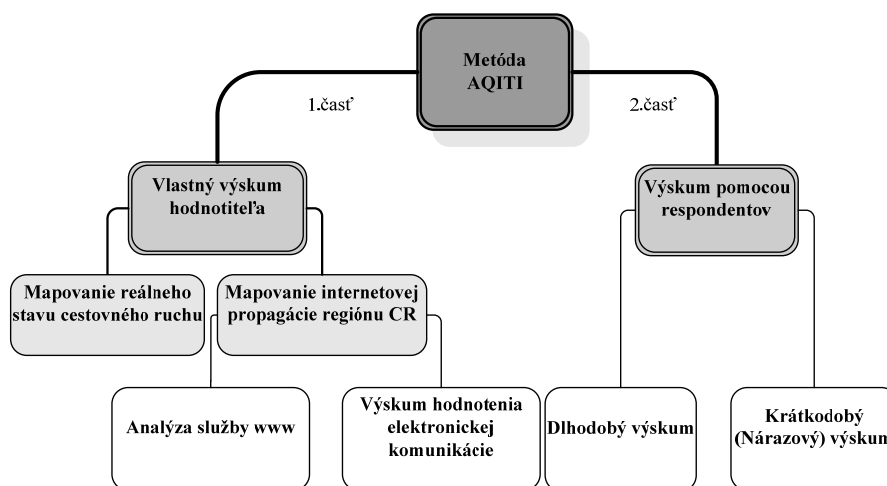 Metóda
AQITI
1.časť
2.časť
Vlastný výskum
hodnotiteľa
Výskum pomocou
respondentov
Mapovanie reálneho
stavu cestovného ruchu
Mapovanie internetovej
propagácie regiónu CR
Analýza služby www
Výskum hodnotenia
elektronickej
komunikácie
Dlhodobý výskum
Krátkodobý
(Nárazový) výskum